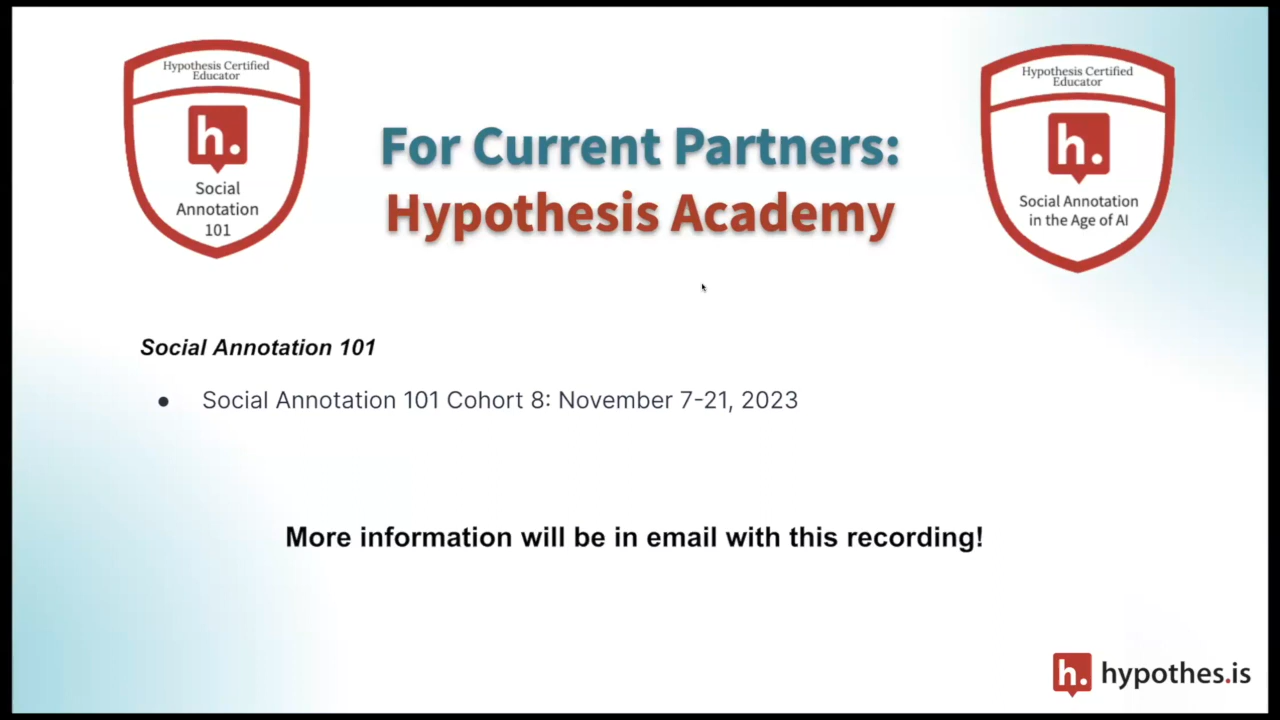 Hypothesis Certified
Educator
h.
Social
Annotation
101
For Current Partners:
Hypothesis Academy
Hypothesis Certified
Educator
h.
Social Annotation
in the Age of AI
Social Annotation 101
● Social Annotation 101 Cohort 8: November 7-21, 2023
More information will be in email with this recording!
h. hypothes.is